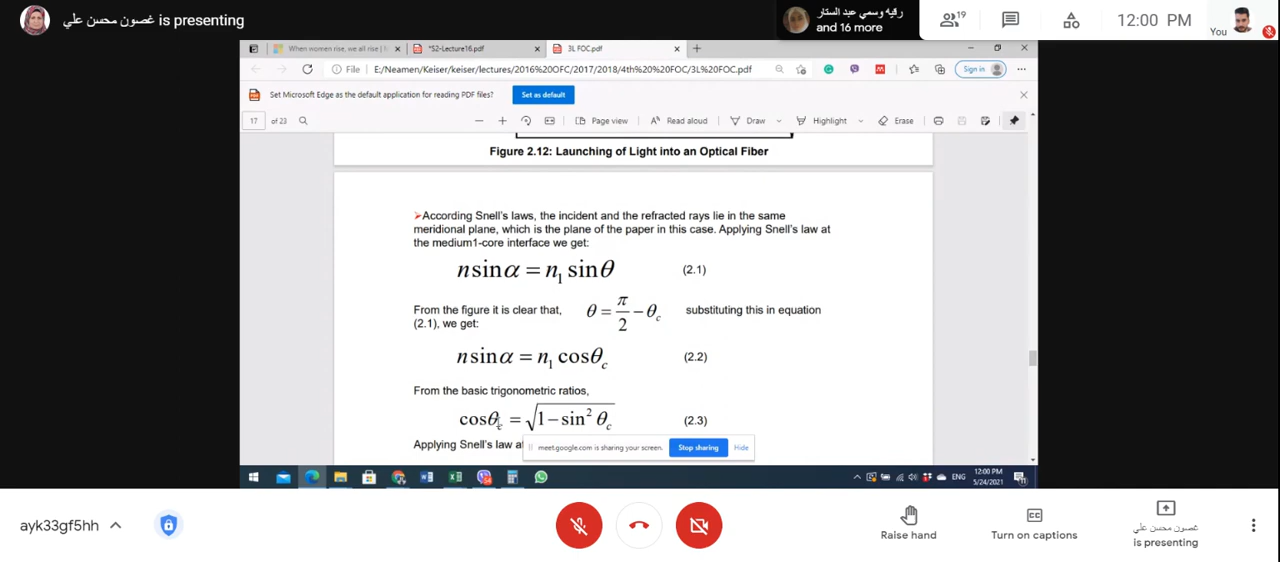 غصون محسن علي is presenting
رقيه وسمي عبد الستار
and 16 more
19
12:00 PM
You
When women rise, we all rise | h
*S2-Lecture16.pdf
3L FOC.pdf
File
E:/Neamen/Keiser/keiser/lectures/2016%20OFC/2017/2018/4th%20%20FOC/3L%20FOC.pdf
Sign in
Set Microsoft Edge as the default application for reading PDF files?
Set as default
17 of 23
Page view
Read aloud
Draw
Highlight
Erase
Figure 2.12: Launching of Light into an Optical Fiber
➢According Snell's laws, the incident and the refracted rays lie in the same
meridional plane, which is the plane of the paper in this case. Applying Snell's law at
the medium1-core interface we get:
n sin α = n₁ sin θ (2.1)
From the figure it is clear that, θ = π/2 − θc substituting this in equation
(2.1), we get:
n sin α = n₁ cos θc (2.2)
From the basic trigonometric ratios,
cos θc = √(1 − sin² θc) (2.3)
Applying Snell's law at
meet.google.com is sharing your screen.
Stop sharing
Hide
ENG
12:00 PM
5/24/2021
ayk33gf5hh
Raise hand
Turn on captions
غصون محسن علي
is presenting